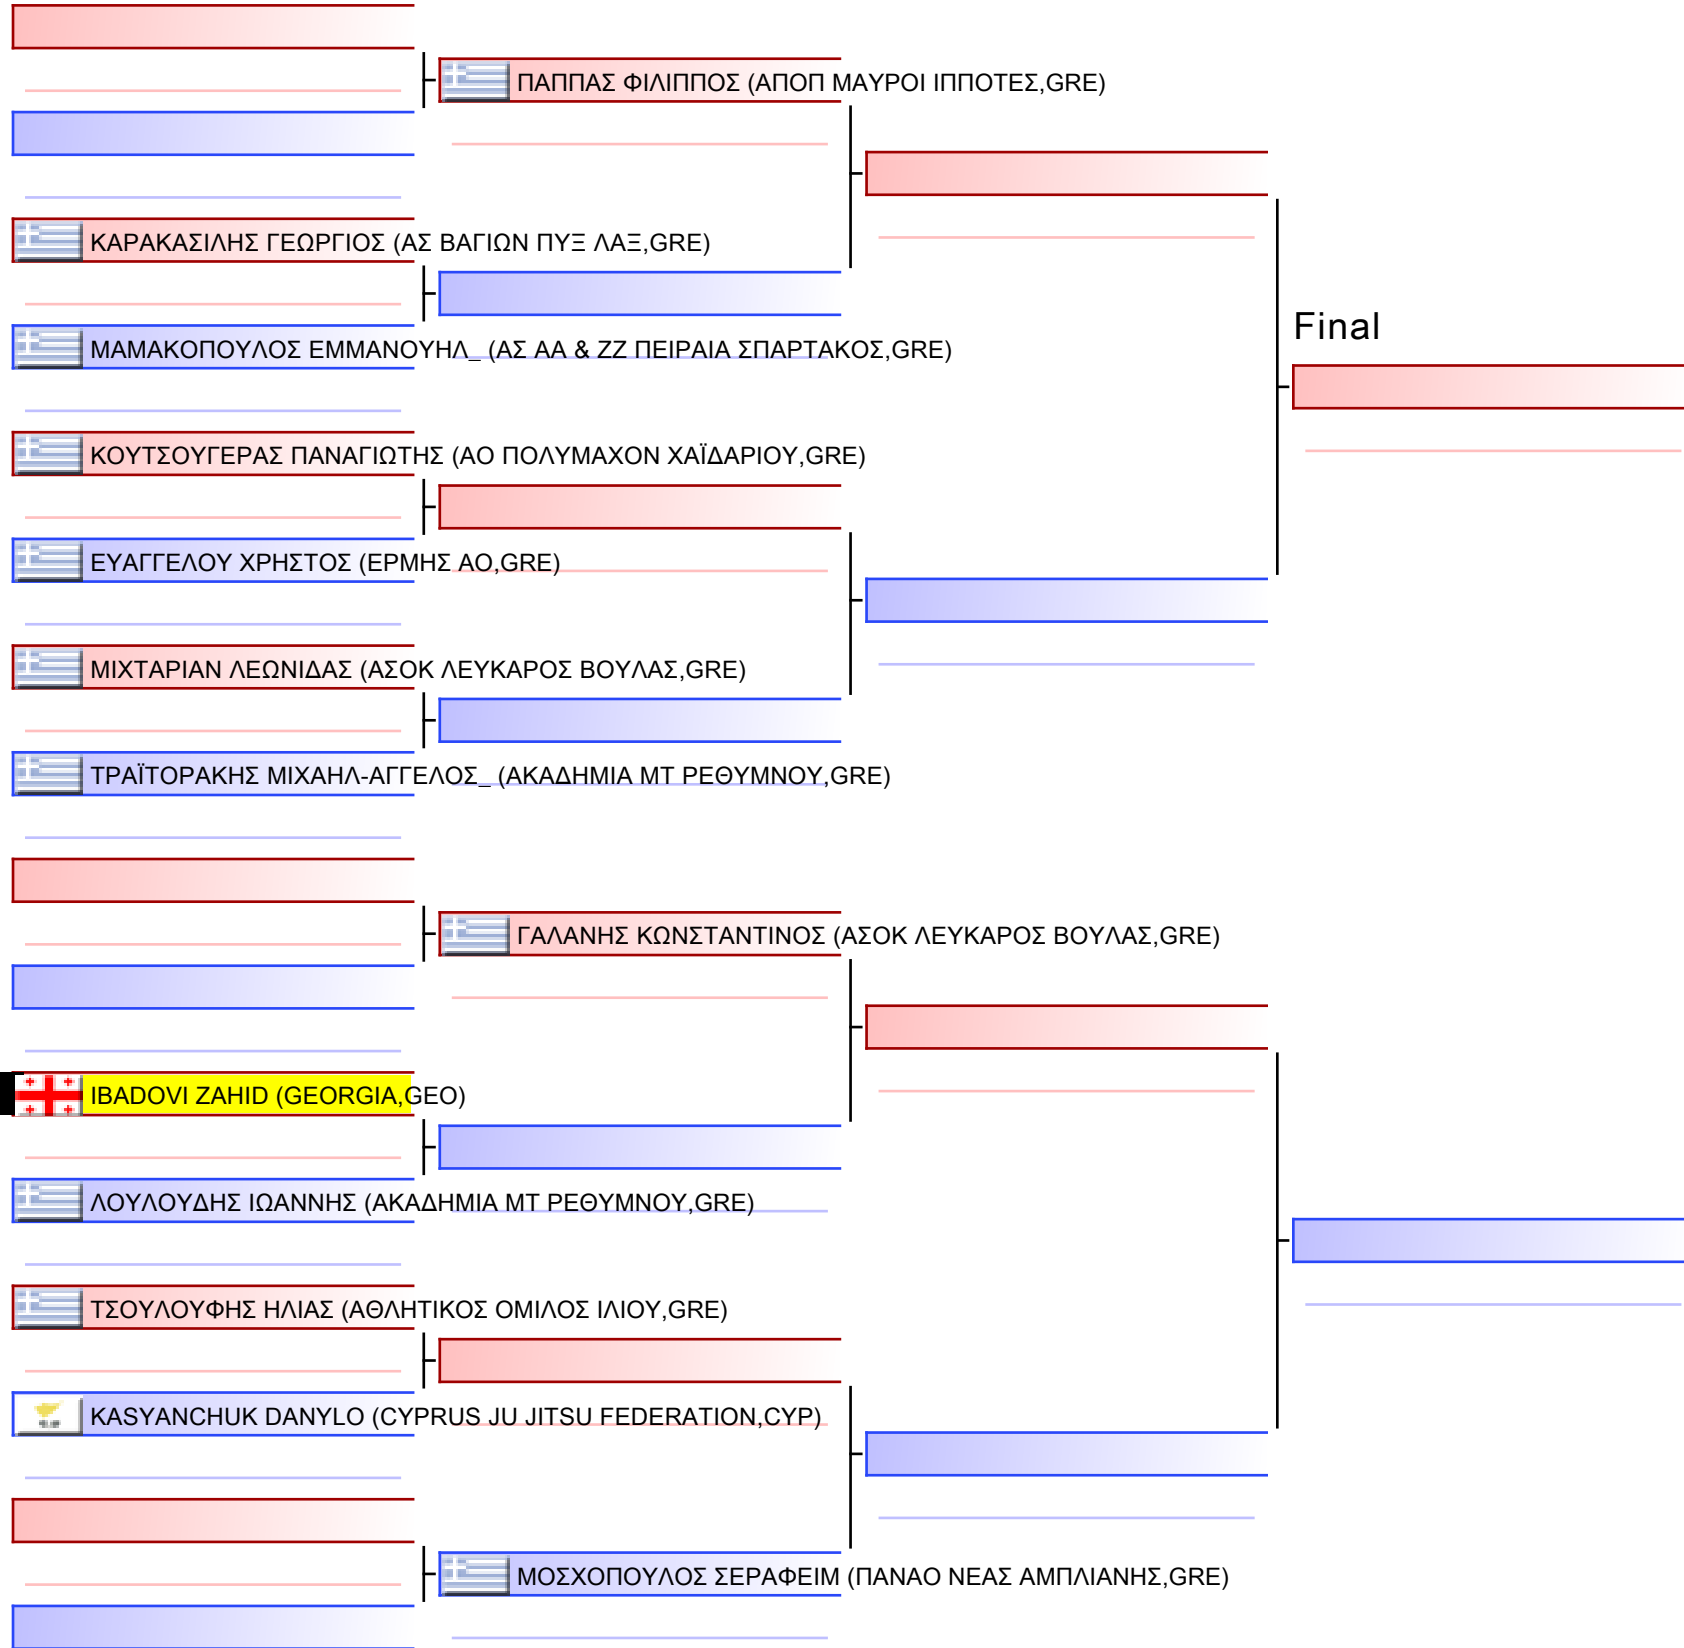 ΠΑΠΠΑΣ ΦΙΛΙΠΠΟΣ (ΑΠΟΠ ΜΑΥΡΟΙ ΙΠΠΟΤΕΣ,GRE)
ΚΑΡΑΚΑΣΙΛΗΣ ΓΕΩΡΓΙΟΣ (ΑΣ ΒΑΓΙΩΝ ΠΥΞ ΛΑΞ,GRE)
Final
ΜΑΜΑΚΟΠΟΥΛΟΣ ΕΜΜΑΝΟΥΗΛ_ (ΑΣ ΑΑ & ΖΖ ΠΕΙΡΑΙΑ ΣΠΑΡΤΑΚΟΣ,GRE)
ΚΟΥΤΣΟΥΓΕΡΑΣ ΠΑΝΑΓΙΩΤΗΣ (ΑΟ ΠΟΛΥΜΑΧΟΝ ΧΑΪΔΑΡΙΟΥ,GRE)
ΕΥΑΓΓΕΛΟΥ ΧΡΗΣΤΟΣ (ΕΡΜΗΣ ΑΟ,GRE)
ΜΙΧΤΑΡΙΑΝ ΛΕΩΝΙΔΑΣ (ΑΣΟΚ ΛΕΥΚΑΡΟΣ ΒΟΥΛΑΣ,GRE)
ΤΡΑΪΤΟΡΑΚΗΣ ΜΙΧΑΗΛ-ΑΓΓΕΛΟΣ_ (ΑΚΑΔΗΜΙΑ ΜΤ ΡΕΘΥΜΝΟΥ,GRE)
ΓΑΛΑΝΗΣ ΚΩΝΣΤΑΝΤΙΝΟΣ (ΑΣΟΚ ΛΕΥΚΑΡΟΣ ΒΟΥΛΑΣ,GRE)
IBADOVI ZAHID (GEORGIA,GEO)
ΛΟΥΛΟΥΔΗΣ ΙΩΑΝΝΗΣ (ΑΚΑΔΗΜΙΑ ΜΤ ΡΕΘΥΜΝΟΥ,GRE)
ΤΣΟΥΛΟΥΦΗΣ ΗΛΙΑΣ (ΑΘΛΗΤΙΚΟΣ ΟΜΙΛΟΣ ΙΛΙΟΥ,GRE)
KASYANCHUK DANYLO (CYPRUS JU JITSU FEDERATION,CYP)
ΜΟΣΧΟΠΟΥΛΟΣ ΣΕΡΑΦΕΙΜ (ΠΑΝΑΟ ΝΕΑΣ ΑΜΠΛΙΑΝΗΣ,GRE)